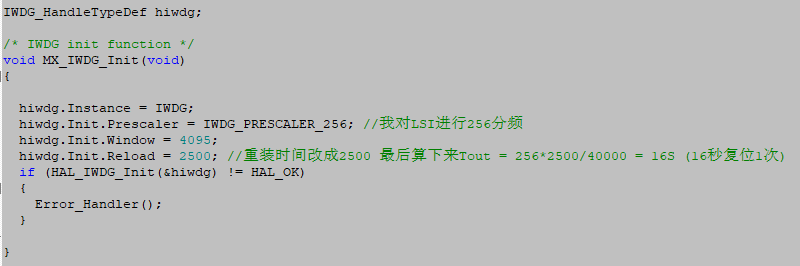 IWDG_HandleTypeDef hiwdg;
/* IWDG init function */
void MX_IWDG_Init(void)
{
hiwdg.Instance = IWDG;
hiwdg.Init.Prescaler = IWDG_PRESCALER_256; //我对LSI进行256分频
hiwdg.Init.Window = 4095;
hiwdg.Init.Reload = 2500; //重装时间改成2500 最后算下来Tout = 256*2500/40000 = 16S (16秒复位1次)
if (HAL_IWDG_Init(&hiwdg) != HAL_OK)
{
Error_Handler();
}
}